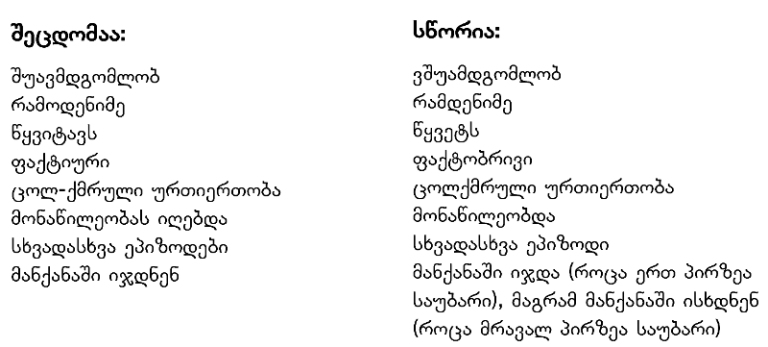 შეცდომაა:
შუავმდგომლობ
რამოდენიმე
წყვიტავს
ფაქტიური
ცოლ-ქმრული ურთიერთობა
მონაწილეობას იღებდა
სხვადასხვა ეპიზოდები
მანქანაში იჯდნენ
სწორია:
ვშუამდგომლობ
რამდენიმე
წყვეტს
ფაქტობრივი
ცოლქმრული ურთიერთობა
მონაწილეობდა
სხვადასხვა ეპიზოდი
მანქანაში იჯდა (როცა ერთ პირზეა
საუბარი), მაგრამ მანქანაში ისხდნენ
(როცა მრავალ პირზეა საუბარი)